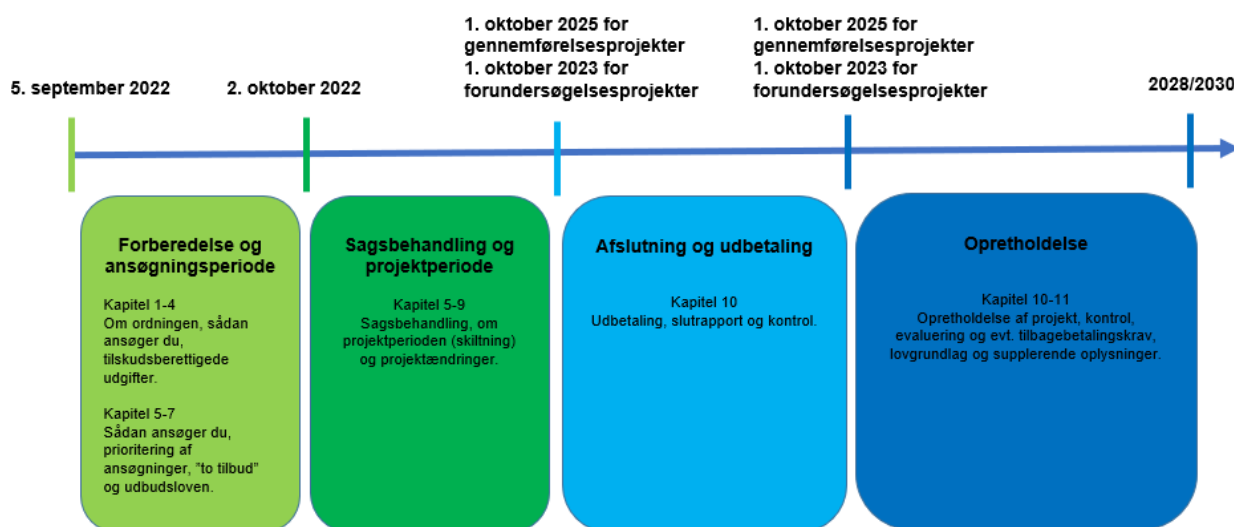 5. september 2022
2. oktober 2022
1. oktober 2025 for
gennemførelsesprojekter
1. oktober 2023 for
forundersøgelsesprojekter
1. oktober 2025 for
gennemførelsesprojekter
1. oktober 2023 for
forundersøgelsesprojekter
2028/2030
Forberedelse og
ansøgningsperiode
Kapitel 1-4
Om ordningen, sådan
ansøger du,
tilskudsberettigede
udgifter.
Kapitel 5-7
Sådan ansøger du,
prioritering af
ansøgninger, ”to tilbud”
og udbudsloven.
Sagsbehandling og
projektperiode
Kapitel 5-9
Sagsbehandling, om
projektperioden (skiltning)
og projektændringer.
Afslutning og udbetaling
Kapitel 10
Udbetaling, slutrapport og kontrol.
Opretholdelse
Kapitel 10-11
Opretholdelse af projekt, kontrol,
evaluering og evt. tilbagebetalingskrav,
lovgrundlag og supplerende oplysninger.